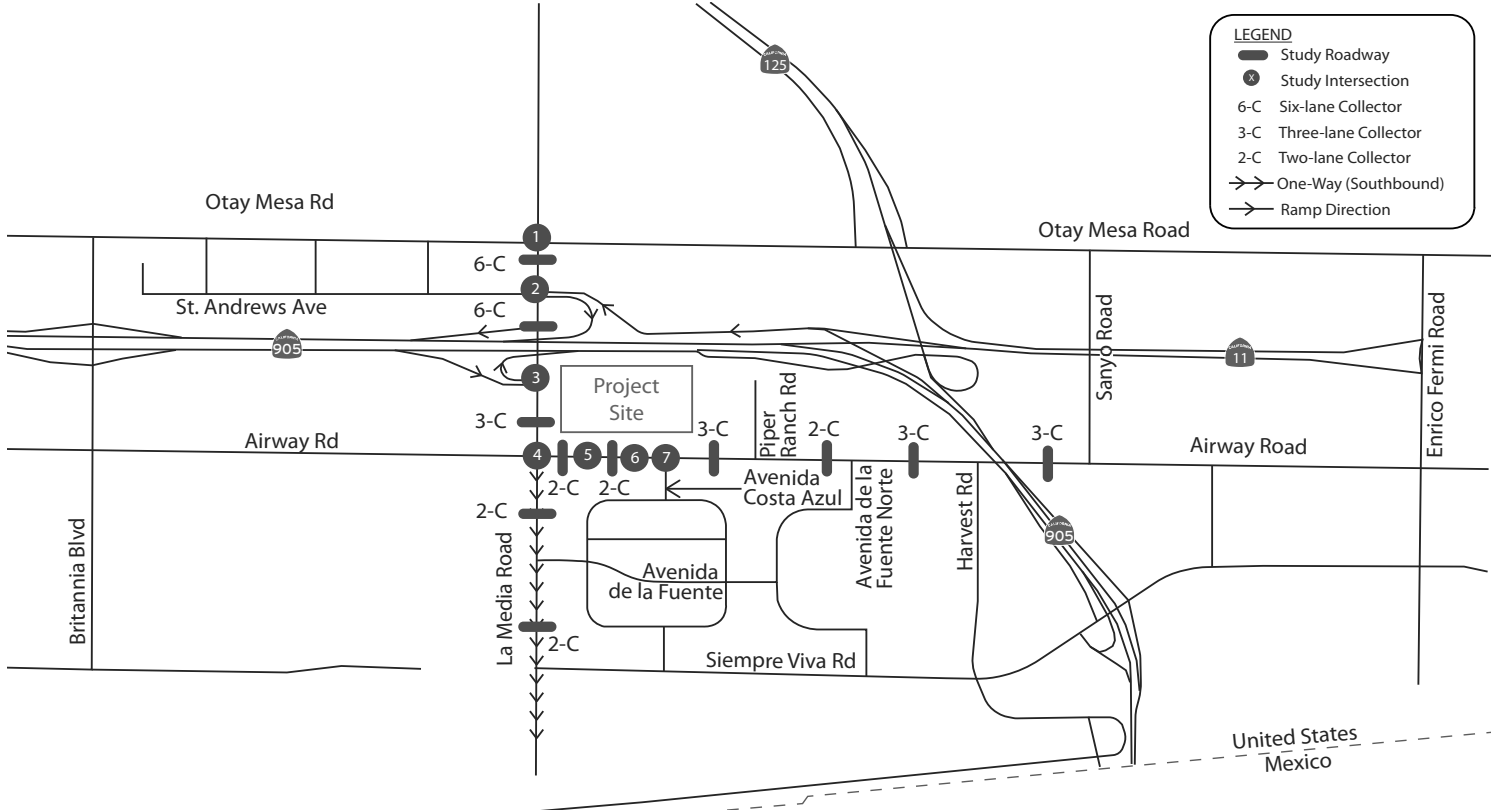 125
LEGEND
Study Roadway
X
Study Intersection
6-C Six-lane Collector
3-C Three-lane Collector
2-C Two-lane Collector
One-Way (Southbound)
Ramp Direction
Otay Mesa Rd
Otay Mesa Road
1
6-C
2
St. Andrews Ave
6-C
905
CALIFORNIA
11
Sanyo Road
Enrico Fermi Road
3
Project
Site
Piper
Ranch Rd
3-C
Airway Rd
3-C
2-C
3-C
3-C
Airway Road
4
5
6
7
2-C
2-C
Avenida
Costa Azul
Avenida de la
Fuente Norte
Harvest Rd
2-C
905
La Media Road
Britannia Blvd
Avenida
de la Fuente
2-C
Siempre Viva Rd
United States
Mexico